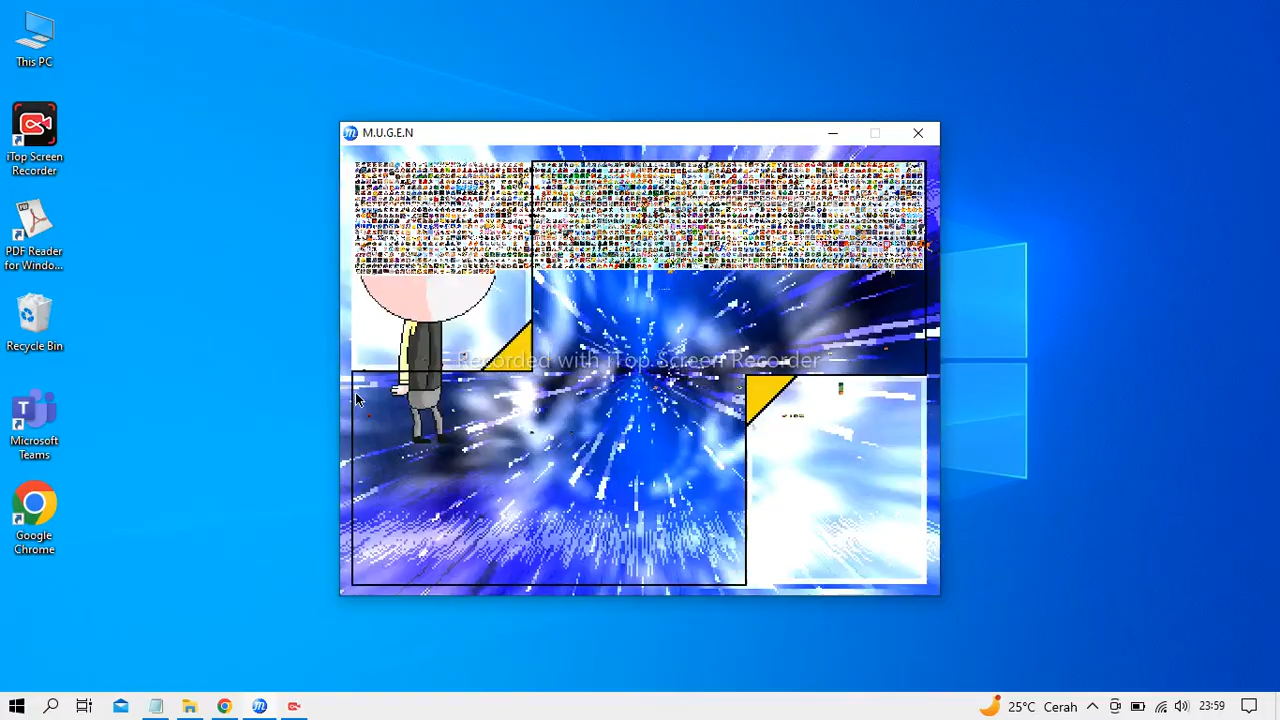 This PC
iTop Screen
Recorder
PDF Reader
for Windo...
Recycle Bin
Microsoft
Teams
Google
Chrome
M.U.G.E.N
Recorded with iTop Screen Recorder
25°C Cerah
23:59